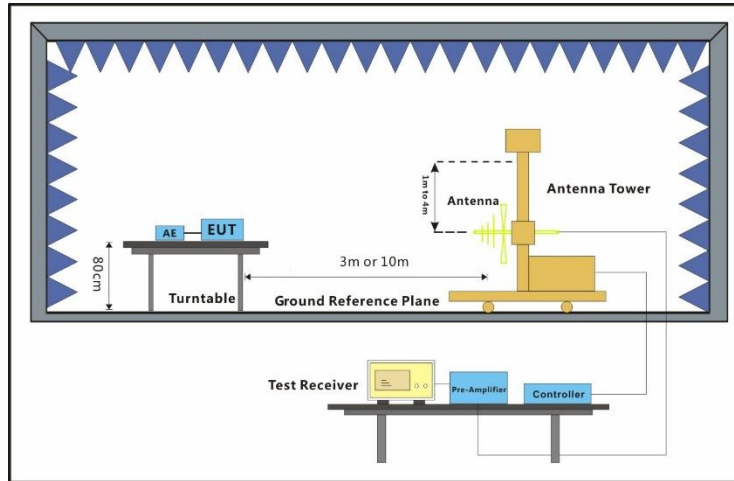 1m to 4m
Antenna
Antenna Tower
AE
EUT
80cm
3m or 10m
Turntable
Ground Reference Plane
Test Receiver
Pre-Amplifier
Controller